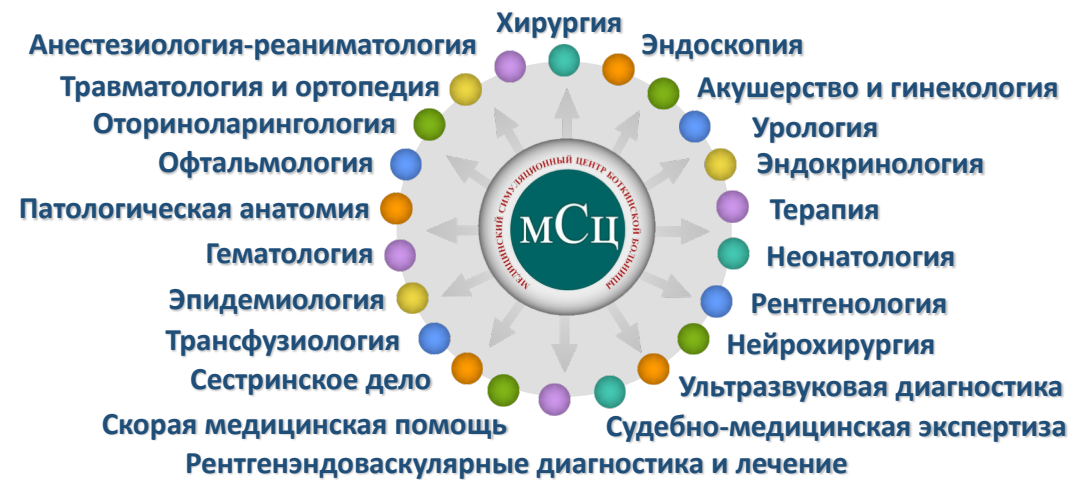 Хирургия
Анестезиология-реаниматология
Эндоскопия
Травматология и ортопедия
Акушерство и гинекология
Оториноларингология
Урология
Офтальмология
Эндокринология
Патологическая анатомия
Терапия
МЕДИЦИНСКИЙ СИМУЛЯЦИОННЫЙ ЦЕНТР БОТКИНСКОЙ БОЛЬНИЦЫ
мСц
Гематология
Неонатология
Эпидемиология
Рентгенология
Трансфузиология
Нейрохирургия
Сестринское дело
Ультразвуковая диагностика
Скорая медицинская помощь
Судебно-медицинская экспертиза
Рентгенэндоваскулярные диагностика и лечение